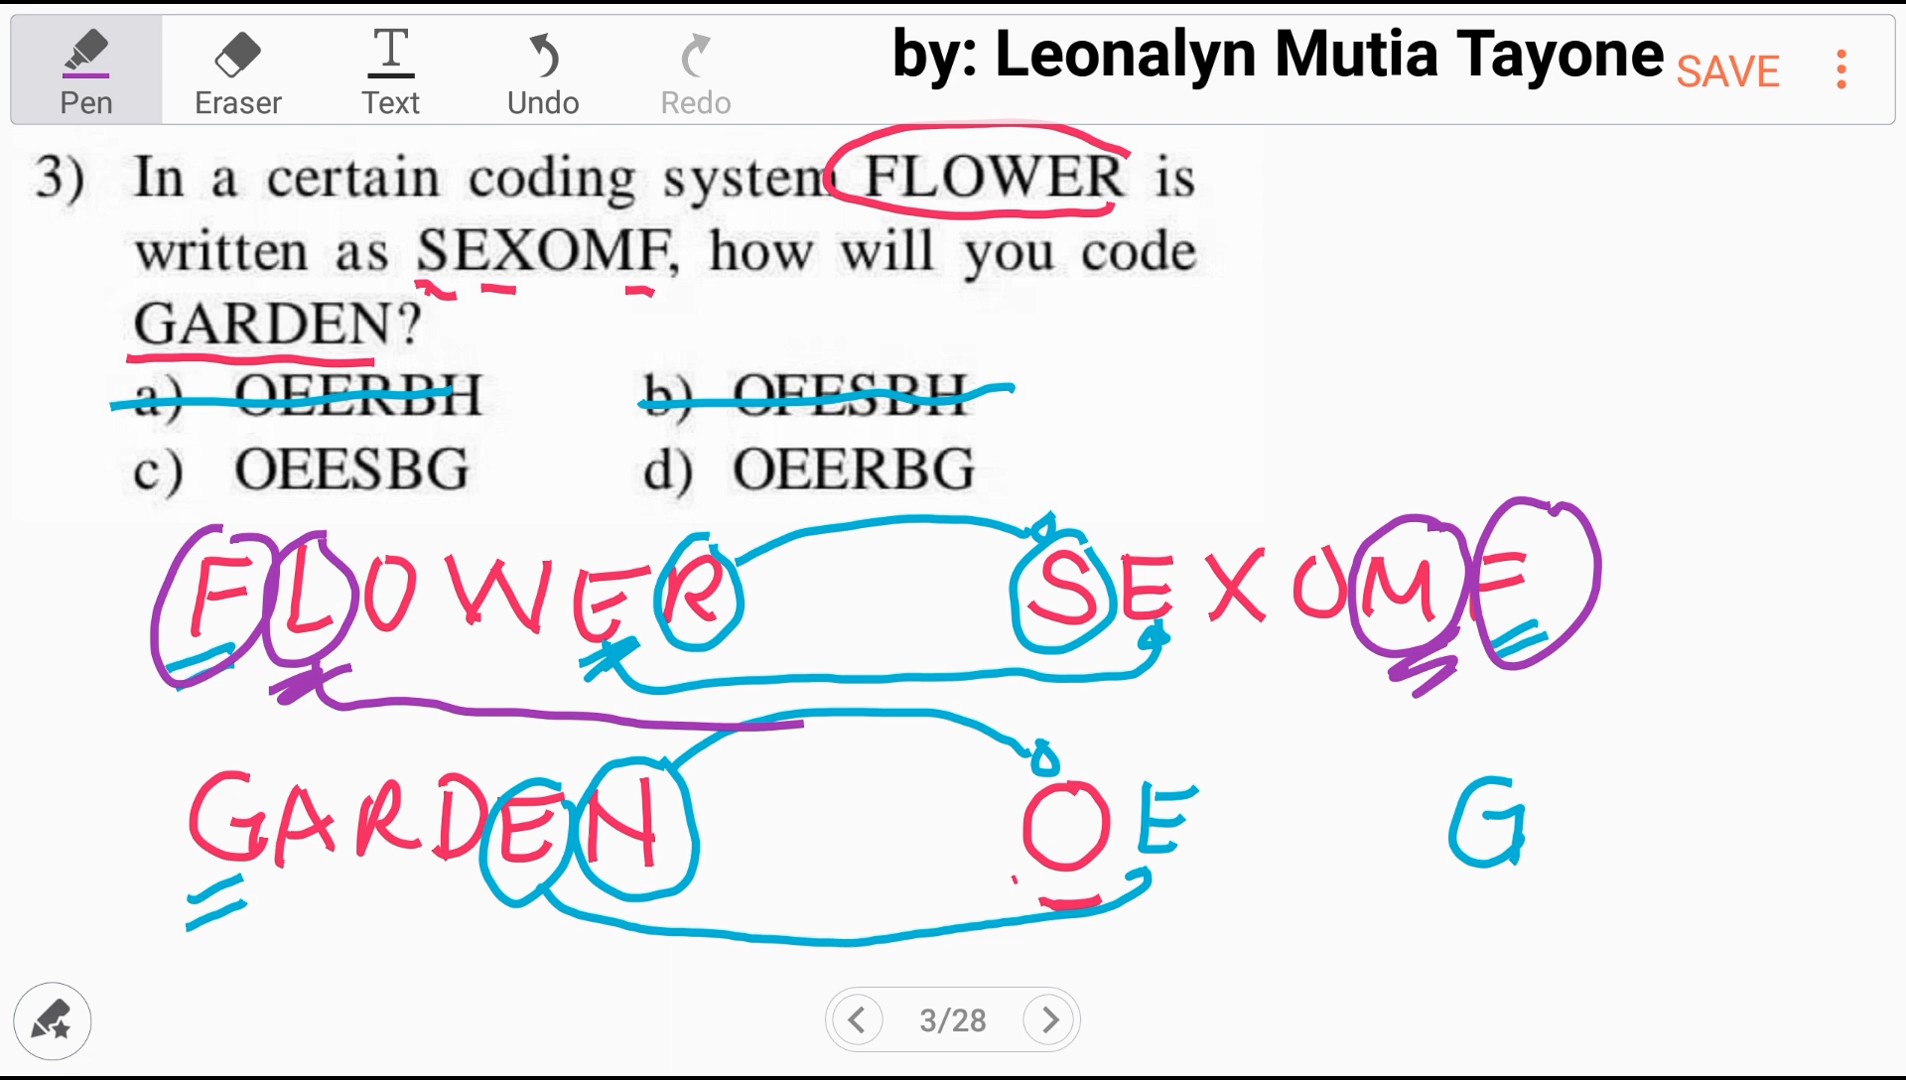 by: Leonalyn Mutia Tayone
SAVE
Pen Eraser Text Undo Redo
3) In a certain coding system FLOWER is
written as SEXOMF, how will you code
GARDEN?
a) OEERBH b) OFESBH
c) OEESBG d) OEERBG
FLOWER SEXOMF
GARDEN OE G
3/28